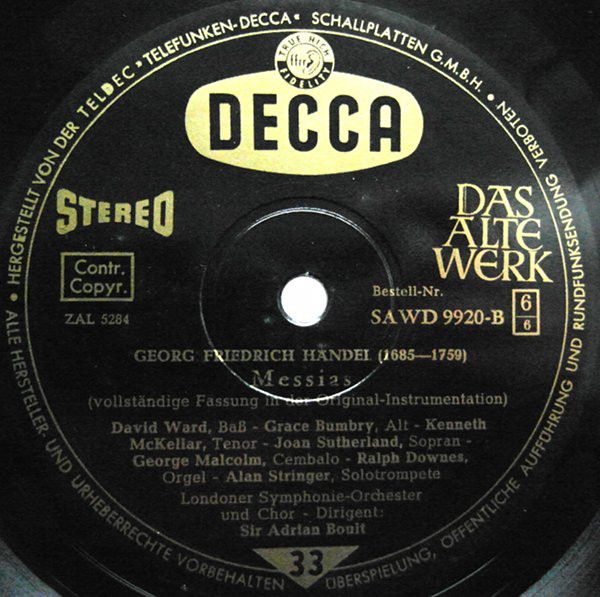 HERGESTELLT VON DER TELDEC • TELEFUNKEN-DECCA • SCHALLPLATTEN G.M.B.H. •
TRUE HIGH
ffrr
FIDELITY
DECCA
STEREO
DAS
ALTE
WERK
Contr.
Copyr.
Bestell-Nr.
ZAL 5284
SAWD 9920-B
6
6
GEORG FRIEDRICH HÄNDEL (1685—1759)
Messias
(vollständige Fassung in der Original-Instrumentation)
David Ward, Baß - Grace Bumbry, Alt - Kenneth
McKellar, Tenor - Joan Sutherland, Sopran -
George Malcolm, Cembalo - Ralph Downes,
Orgel - Alan Stringer, Solotrompete
Londoner Symphonie-Orchester
und Chor - Dirigent:
Sir Adrian Boult
33
• ALLE HERSTELLER- UND URHEBERRECHTE VORBEHALTEN
ÜBERSPIELUNG, ÖFFENTLICHE AUFFÜHRUNG UND RUNDFUNKSENDUNG VERBOTEN